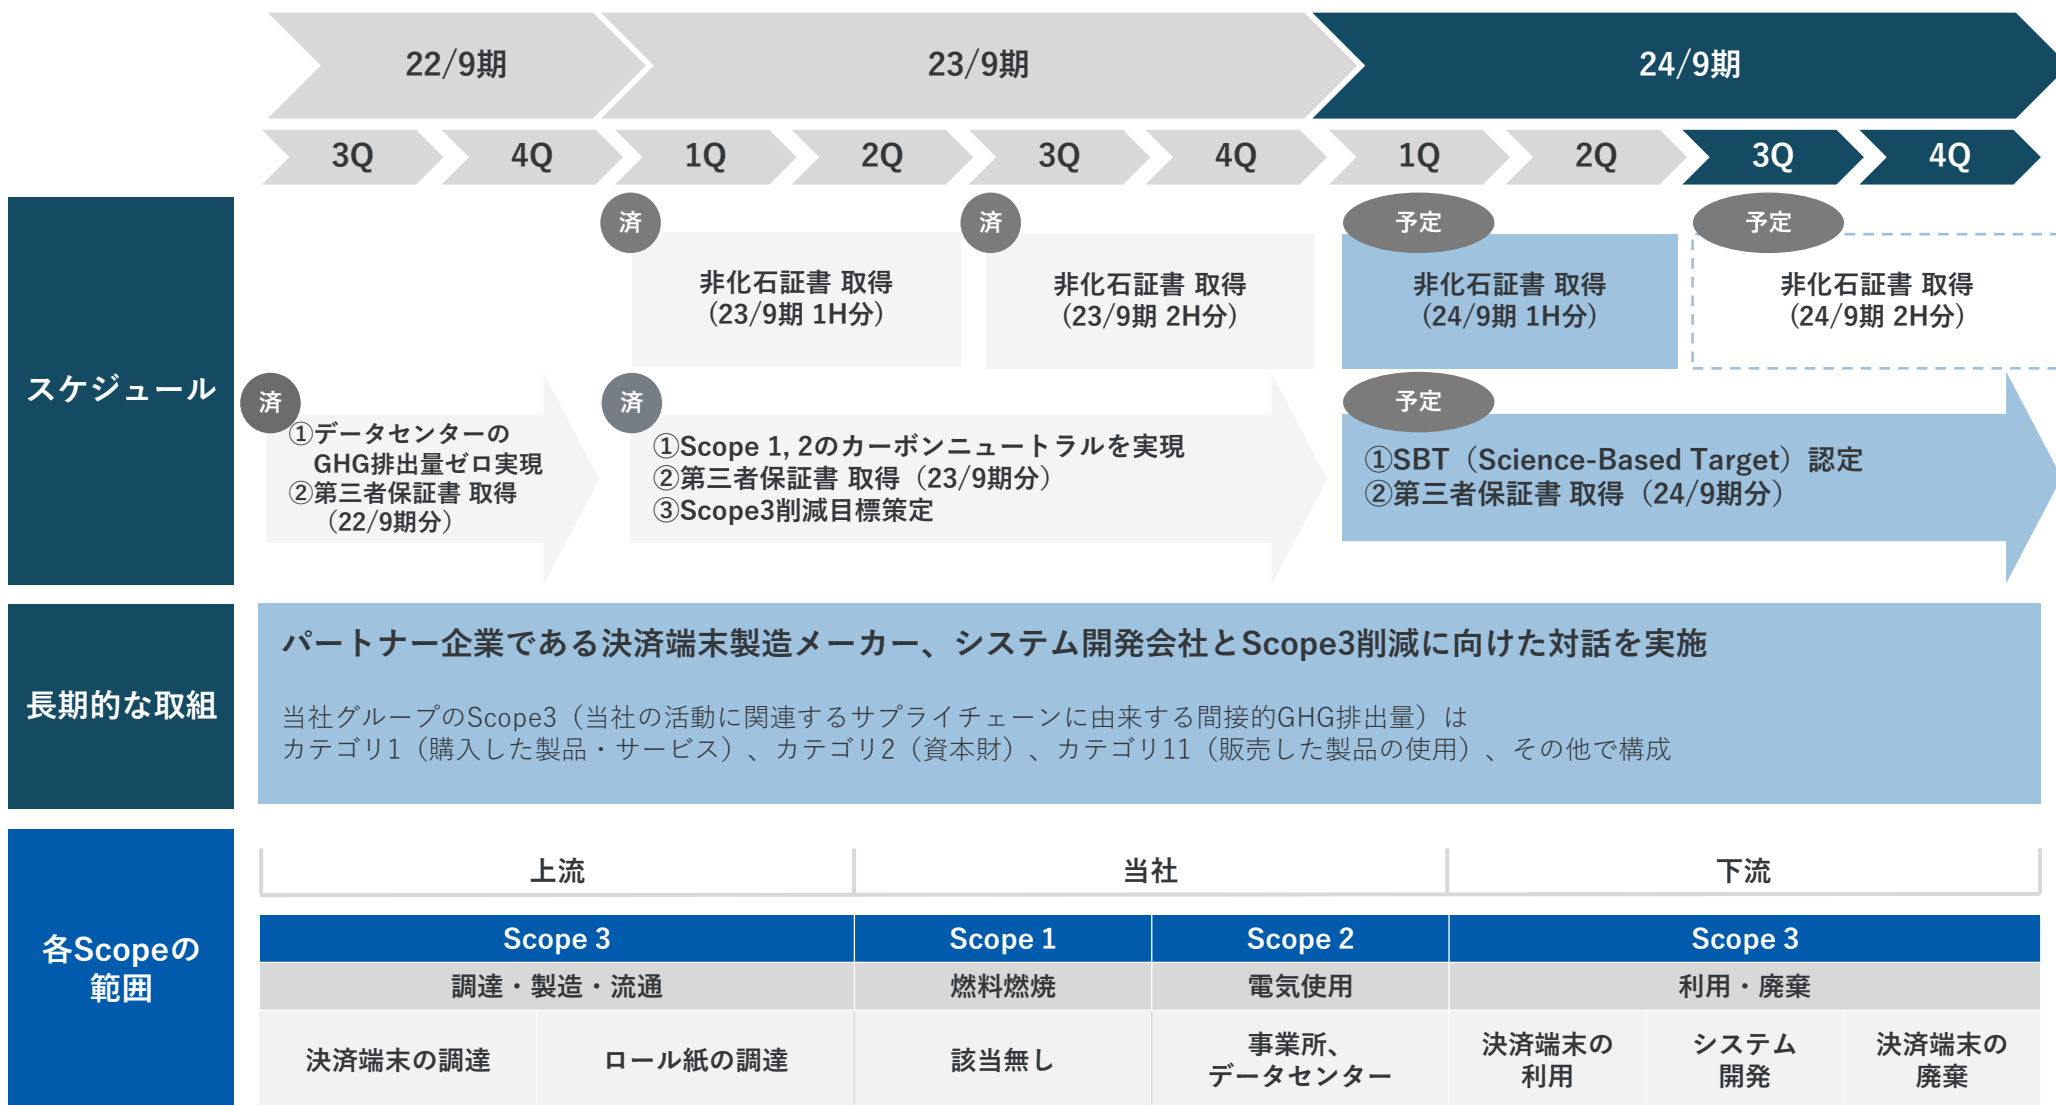 22/9期
23/9期
24/9期
3Q
4Q
1Q
2Q
3Q
4Q
1Q
2Q
3Q
4Q
スケジュール
済
非化石証書 取得
(23/9期 1H分)
済
非化石証書 取得
(23/9期 2H分)
予定
非化石証書 取得
(24/9期 1H分)
予定
非化石証書 取得
(24/9期 2H分)
済
①データセンターの
GHG排出量ゼロ実現
②第三者保証書 取得
（22/9期分）
済
①Scope 1, 2のカーボンニュートラルを実現
②第三者保証書 取得（23/9期分）
③Scope3削減目標策定
予定
①SBT（Science-Based Target）認定
②第三者保証書 取得（24/9期分）
長期的な取組
パートナー企業である決済端末製造メーカー、システム開発会社とScope3削減に向けた対話を実施
当社グループのScope3（当社の活動に関連するサプライチェーンに由来する間接的GHG排出量）は
カテゴリ1（購入した製品・サービス）、カテゴリ2（資本財）、カテゴリ11（販売した製品の使用）、その他で構成
各Scopeの
範囲
上流
当社
下流
Scope 3
Scope 1
Scope 2
Scope 3
調達・製造・流通
燃料燃焼
電気使用
利用・廃棄
決済端末の調達
ロール紙の調達
該当無し
事業所、
データセンター
決済端末の
利用
システム
開発
決済端末の
廃棄